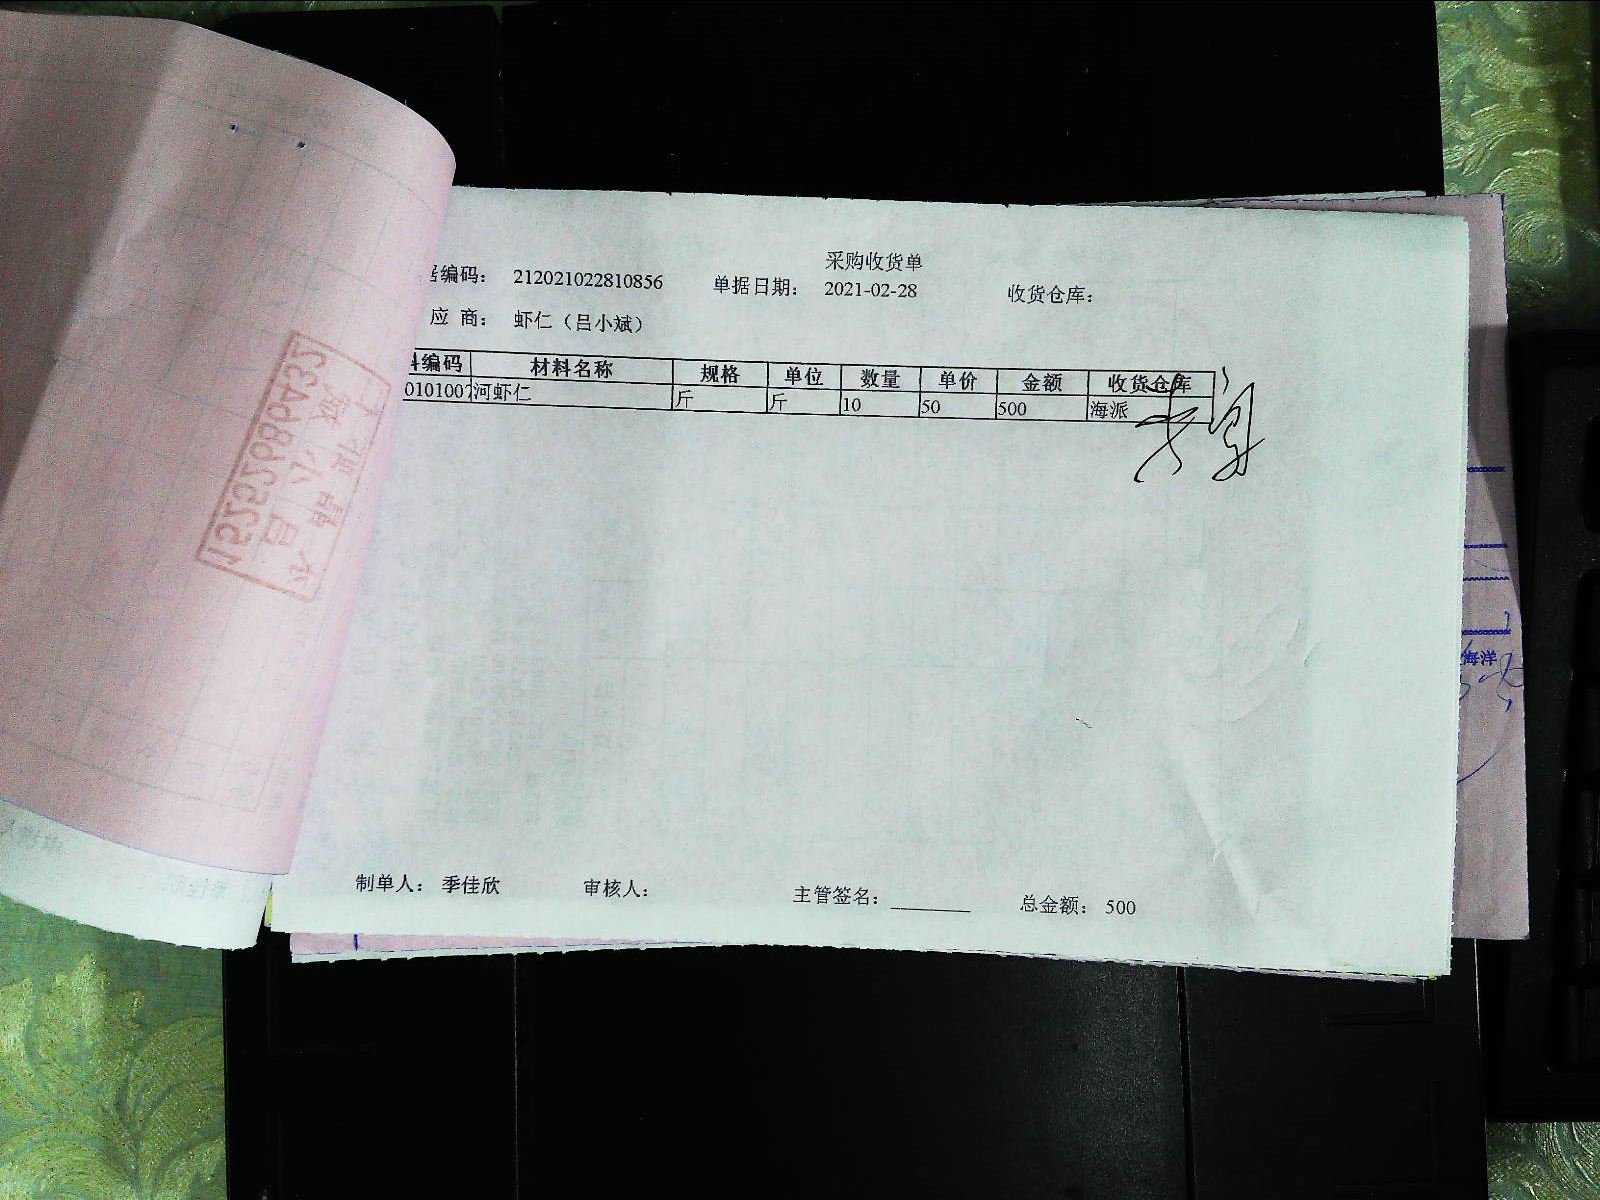 采购收货单
编码： 212021022810856 单据日期： 2021-02-28 收货仓库：
应 商： 虾仁（吕小斌）
编码 材料名称 规格 单位 数量 单价 金额 收货仓库
0101007 河虾仁 斤 斤 10 50 500 海派
制单人： 季佳欣 审核人： 主管签名：________ 总金额： 500
15252686432
海洋